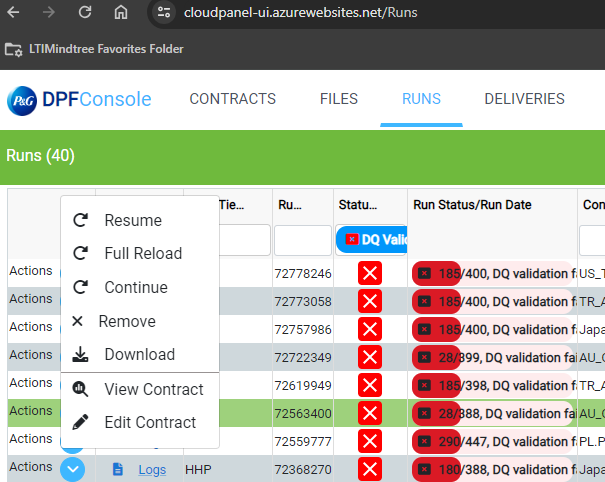 cloudpanel-ui.azurewebsites.net/Runs
LTIMindtree Favorites Folder
P&G DPFConsole CONTRACTS FILES RUNS DELIVERIES
Runs (40)
Tie... Ru... Statu... Run Status/Run Date Con
DQ Valid
Resume
Full Reload
Continue
Remove
Download
View Contract
Edit Contract
Actions 72778246 185/400, DQ validation fa US_T
Actions 72773058 185/400, DQ validation fa TR_A
Actions 72757986 185/400, DQ validation fa Japa
Actions 72722349 28/399, DQ validation fai AU_C
Actions 72619949 185/398, DQ validation fa TR_A
Actions 72563400 28/388, DQ validation fai AU_C
Actions Logs 72559777 290/447, DQ validation fa PL.P
Actions Logs HHP 72368270 180/388, DQ validation fa Japa